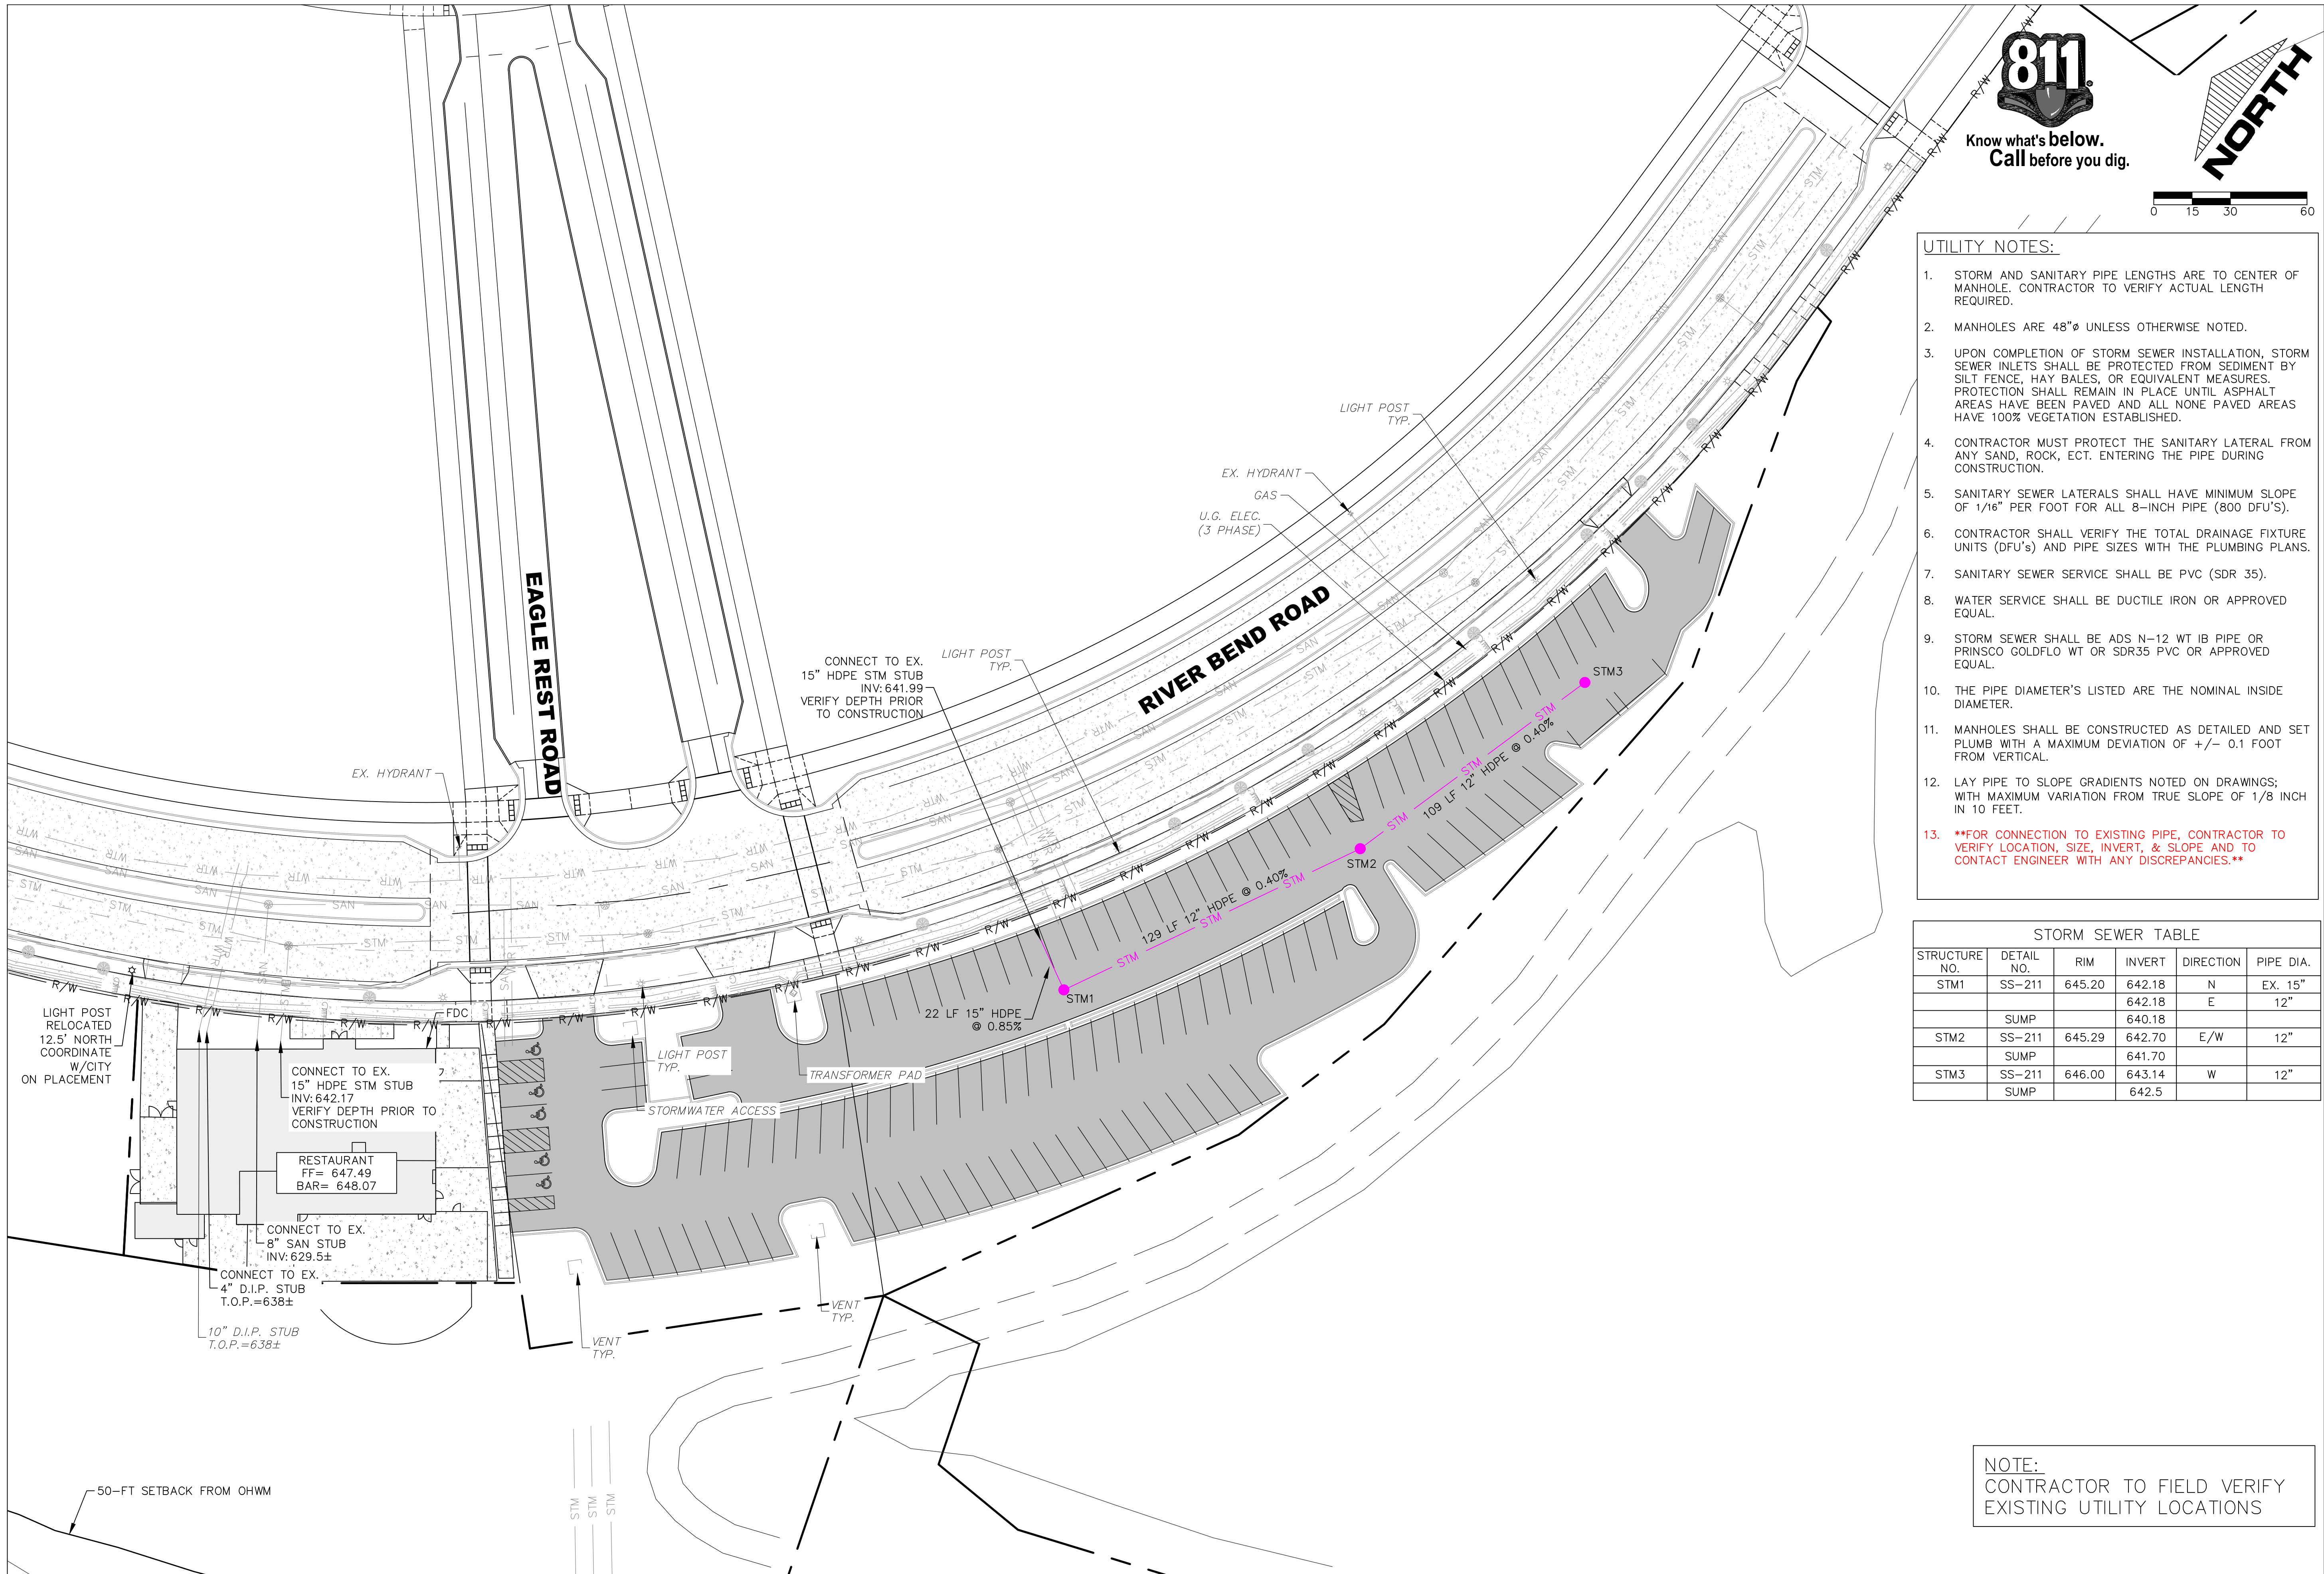 811
Know what's below.
Call before you dig.
NORTH
0 15 30 60
UTILITY NOTES:
1. STORM AND SANITARY PIPE LENGTHS ARE TO CENTER OF
MANHOLE. CONTRACTOR TO VERIFY ACTUAL LENGTH
REQUIRED.
2. MANHOLES ARE 48"ø UNLESS OTHERWISE NOTED.
3. UPON COMPLETION OF STORM SEWER INSTALLATION, STORM
SEWER INLETS SHALL BE PROTECTED FROM SEDIMENT BY
SILT FENCE, HAY BALES, OR EQUIVALENT MEASURES.
PROTECTION SHALL REMAIN IN PLACE UNTIL ASPHALT
AREAS HAVE BEEN PAVED AND ALL NONE PAVED AREAS
HAVE 100% VEGETATION ESTABLISHED.
4. CONTRACTOR MUST PROTECT THE SANITARY LATERAL FROM
ANY SAND, ROCK, ECT. ENTERING THE PIPE DURING
CONSTRUCTION.
5. SANITARY SEWER LATERALS SHALL HAVE MINIMUM SLOPE
OF 1/16" PER FOOT FOR ALL 8-INCH PIPE (800 DFU'S).
6. CONTRACTOR SHALL VERIFY THE TOTAL DRAINAGE FIXTURE
UNITS (DFU's) AND PIPE SIZES WITH THE PLUMBING PLANS.
7. SANITARY SEWER SERVICE SHALL BE PVC (SDR 35).
8. WATER SERVICE SHALL BE DUCTILE IRON OR APPROVED
EQUAL.
9. STORM SEWER SHALL BE ADS N-12 WT IB PIPE OR
PRINSCO GOLDFLO WT OR SDR35 PVC OR APPROVED
EQUAL.
10. THE PIPE DIAMETER'S LISTED ARE THE NOMINAL INSIDE
DIAMETER.
11. MANHOLES SHALL BE CONSTRUCTED AS DETAILED AND SET
PLUMB WITH A MAXIMUM DEVIATION OF +/- 0.1 FOOT
FROM VERTICAL.
12. LAY PIPE TO SLOPE GRADIENTS NOTED ON DRAWINGS;
WITH MAXIMUM VARIATION FROM TRUE SLOPE OF 1/8 INCH
IN 10 FEET.
13. **FOR CONNECTION TO EXISTING PIPE, CONTRACTOR TO
VERIFY LOCATION, SIZE, INVERT, & SLOPE AND TO
CONTACT ENGINEER WITH ANY DISCREPANCIES.**
STORM SEWER TABLE
STRUCTURE NO. DETAIL NO. RIM INVERT DIRECTION PIPE DIA.
STM1 SS-211 645.20 642.18 N EX. 15"
642.18 E 12"
SUMP 640.18
STM2 SS-211 645.29 642.70 E/W 12"
SUMP 641.70
STM3 SS-211 646.00 643.14 W 12"
SUMP 642.5
NOTE:
CONTRACTOR TO FIELD VERIFY
EXISTING UTILITY LOCATIONS
EAGLE REST ROAD
RIVER BEND ROAD
LIGHT POST
TYP.
EX. HYDRANT
GAS
U.G. ELEC.
(3 PHASE)
LIGHT POST
TYP.
CONNECT TO EX.
15" HDPE STM STUB
INV: 641.99
VERIFY DEPTH PRIOR
TO CONSTRUCTION
EX. HYDRANT
STM3
109 LF 12" HDPE @ 0.40%
STM2
129 LF 12" HDPE @ 0.40%
STM1
22 LF 15" HDPE
@ 0.85%
LIGHT POST
RELOCATED
12.5' NORTH
COORDINATE
W/CITY
ON PLACEMENT
FDC
CONNECT TO EX.
15" HDPE STM STUB
INV: 642.17
VERIFY DEPTH PRIOR TO
CONSTRUCTION
LIGHT POST
TYP.
TRANSFORMER PAD
STORMWATER ACCESS
RESTAURANT
FF= 647.49
BAR= 648.07
CONNECT TO EX.
8" SAN STUB
INV: 629.5±
CONNECT TO EX.
4" D.I.P. STUB
T.O.P.=638±
10" D.I.P. STUB
T.O.P.=638±
VENT
TYP.
VENT
TYP.
50-FT SETBACK FROM OHWM
STM
STM
STM
STM
STM
STM
STM
STM
STM
R/W
R/W
R/W
R/W
SAN
SAN
WTR
WTR